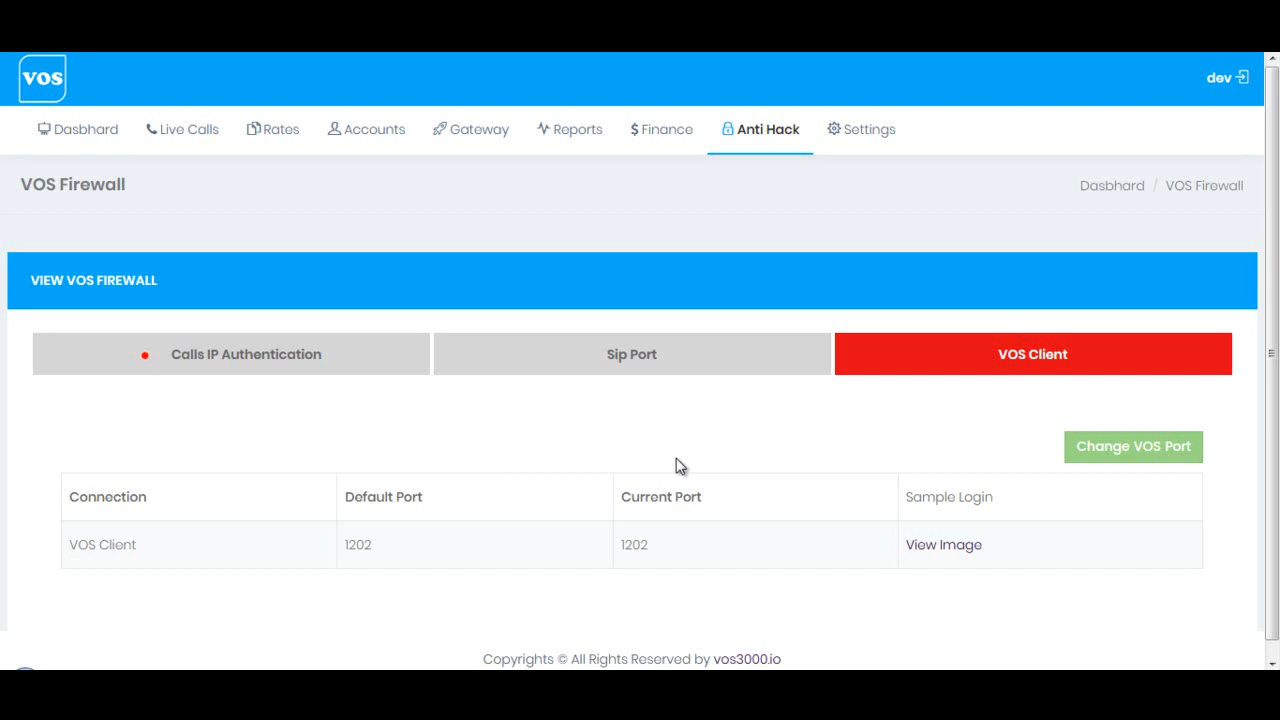 VOS
dev
Dasbhard Live Calls Rates Accounts Gateway Reports $ Finance Anti Hack Settings
VOS Firewall
Dasbhard / VOS Firewall
VIEW VOS FIREWALL
Calls IP Authentication Sip Port VOS Client
Change VOS Port
Connection Default Port Current Port Sample Login
VOS Client 1202 1202 View Image
Copyrights © All Rights Reserved by vos3000.io